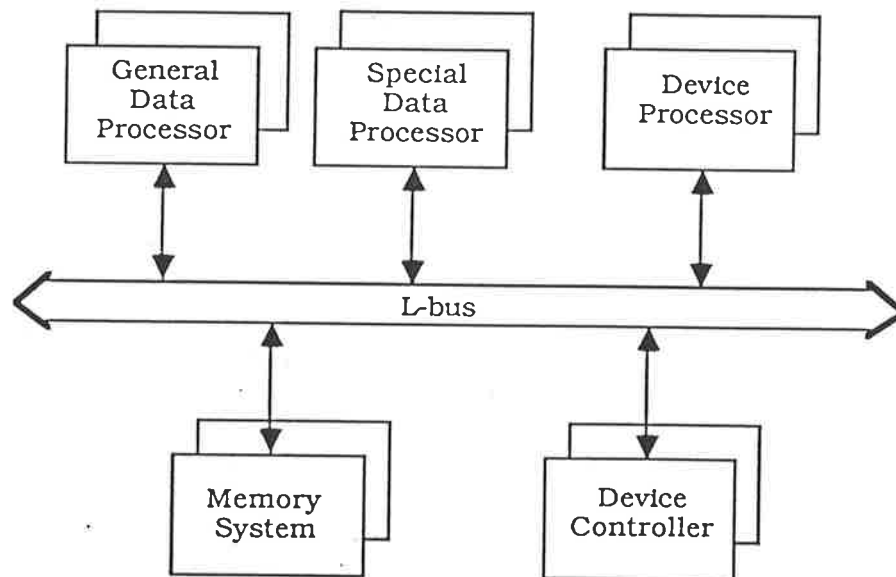 General
Data
Processor
Special
Data
Processor
Device
Processor
L-bus
Memory
System
Device
Controller